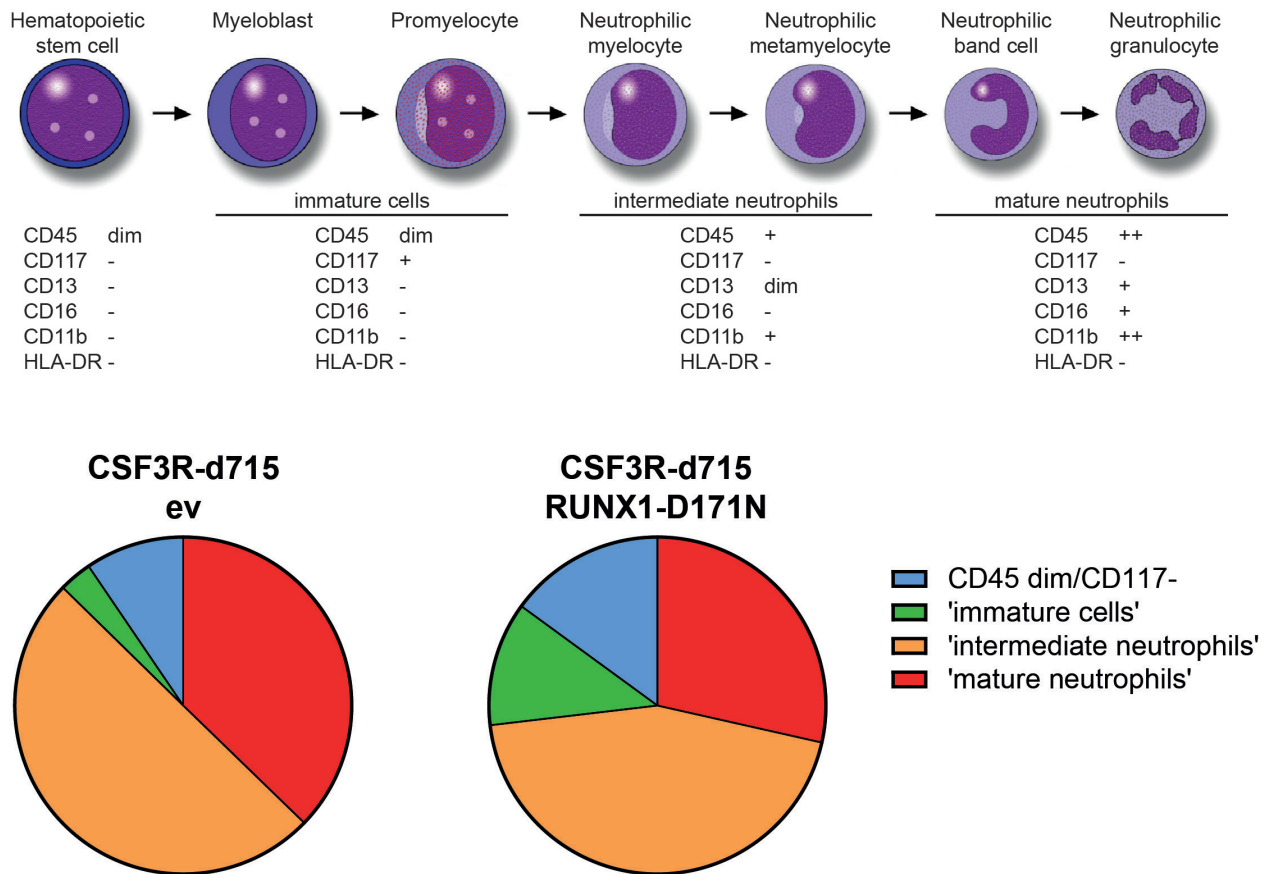 Hematopoietic
stem cell
Myeloblast
Promyelocyte
Neutrophilic
myelocyte
Neutrophilic
metamyelocyte
Neutrophilic
band cell
Neutrophilic
granulocyte
immature cells
intermediate neutrophils
mature neutrophils
CD45 dim
CD117 -
CD13 -
CD16 -
CD11b -
HLA-DR -
CD45 dim
CD117 +
CD13 -
CD16 -
CD11b -
HLA-DR -
CD45 +
CD117 -
CD13 dim
CD16 -
CD11b +
HLA-DR -
CD45 ++
CD117 -
CD13 +
CD16 +
CD11b ++
HLA-DR -
CSF3R-d715
ev
CSF3R-d715
RUNX1-D171N
CD45 dim/CD117-
'immature cells'
'intermediate neutrophils'
'mature neutrophils'